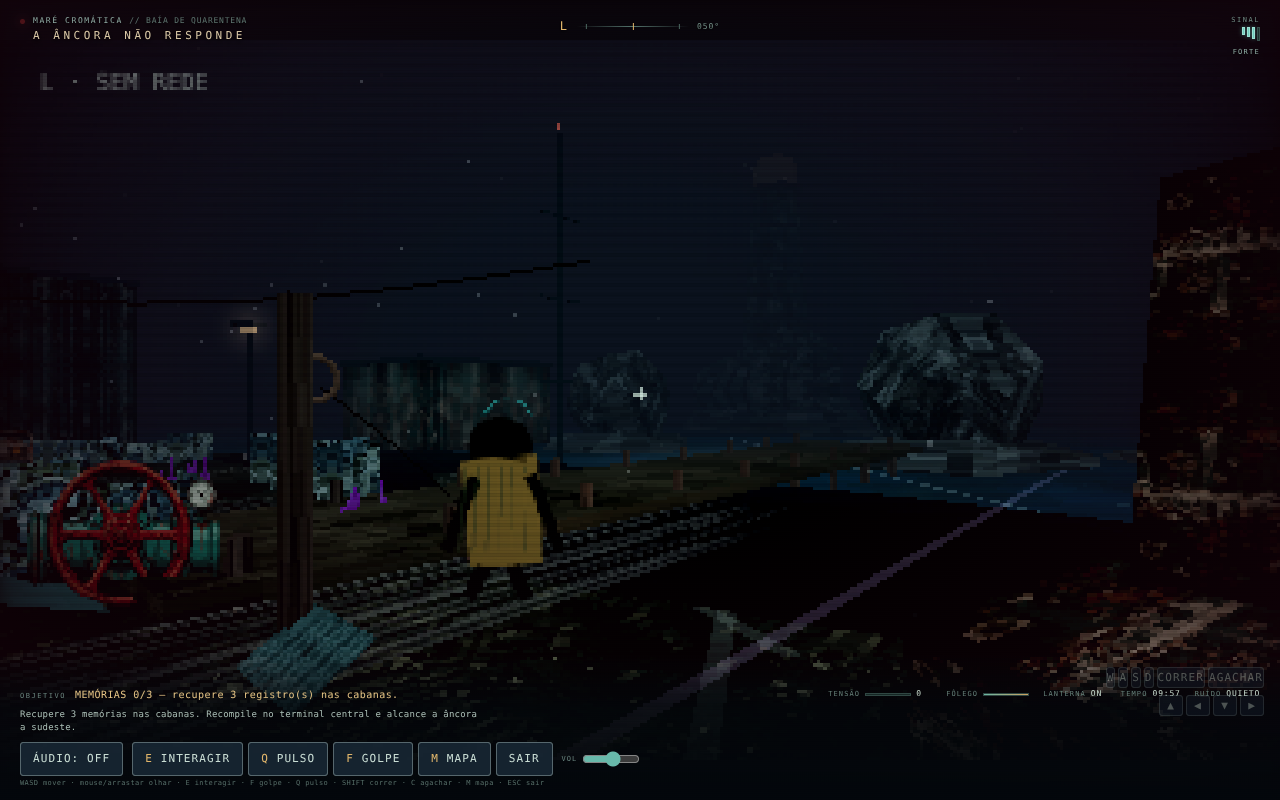 MARÉ CROMÁTICA // BAÍA DE QUARENTENA
A ÂNCORA NÃO RESPONDE
L 050°
SINAL
FORTE
L · SEM REDE
OBJETIVO MEMÓRIAS 0/3 — recupere 3 registro(s) nas cabanas.
Recupere 3 memórias nas cabanas. Recompile no terminal central e alcance a âncora
a sudeste.
W A S D CORRER AGACHAR
TENSÃO 0 FÔLEGO LANTERNA ON TEMPO 09:57 RUÍDO QUIETO
▲ ◀ ▼ ▶
ÁUDIO: OFF E INTERAGIR Q PULSO F GOLPE M MAPA SAIR VOL
WASD mover · mouse/arrastar olhar · E interagir · F golpe · Q pulso · SHIFT correr · C agachar · M mapa · ESC sair